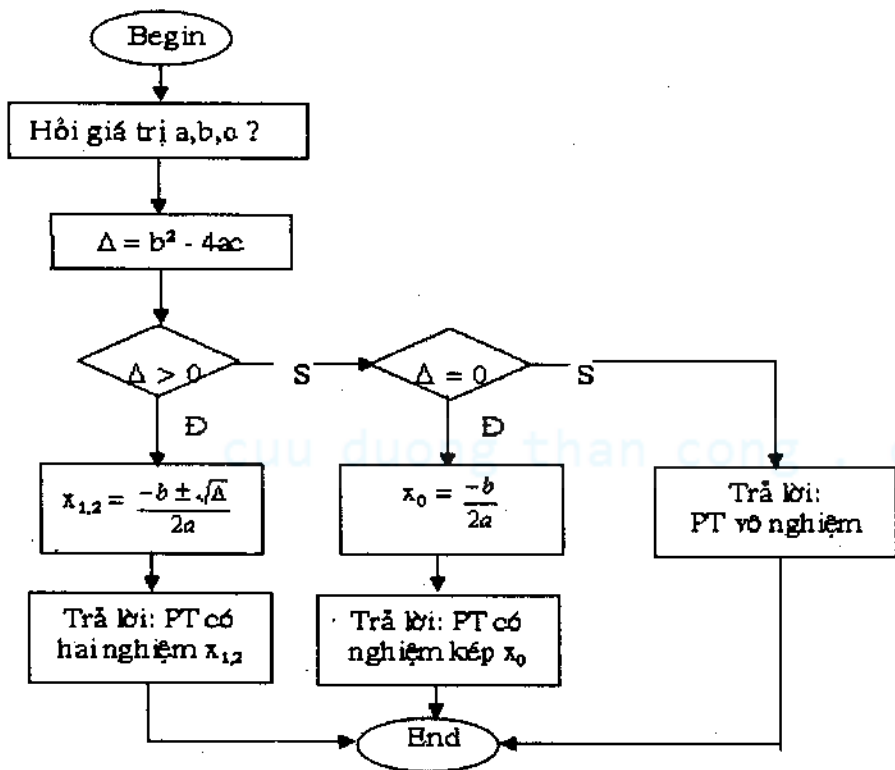 Begin
Hỏi giá trị a,b,c ?
Δ = b² - 4ac
Δ > 0
S
Δ = 0
S
Đ
Đ
cuu duong than cong .
x₁,₂ = (-b ± √Δ) / 2a
x₀ = -b / 2a
Trả lời:
PT vô nghiệm
Trả lời: PT có
hai nghiệm x₁,₂
Trả lời: PT có
nghiệm kép x₀
End